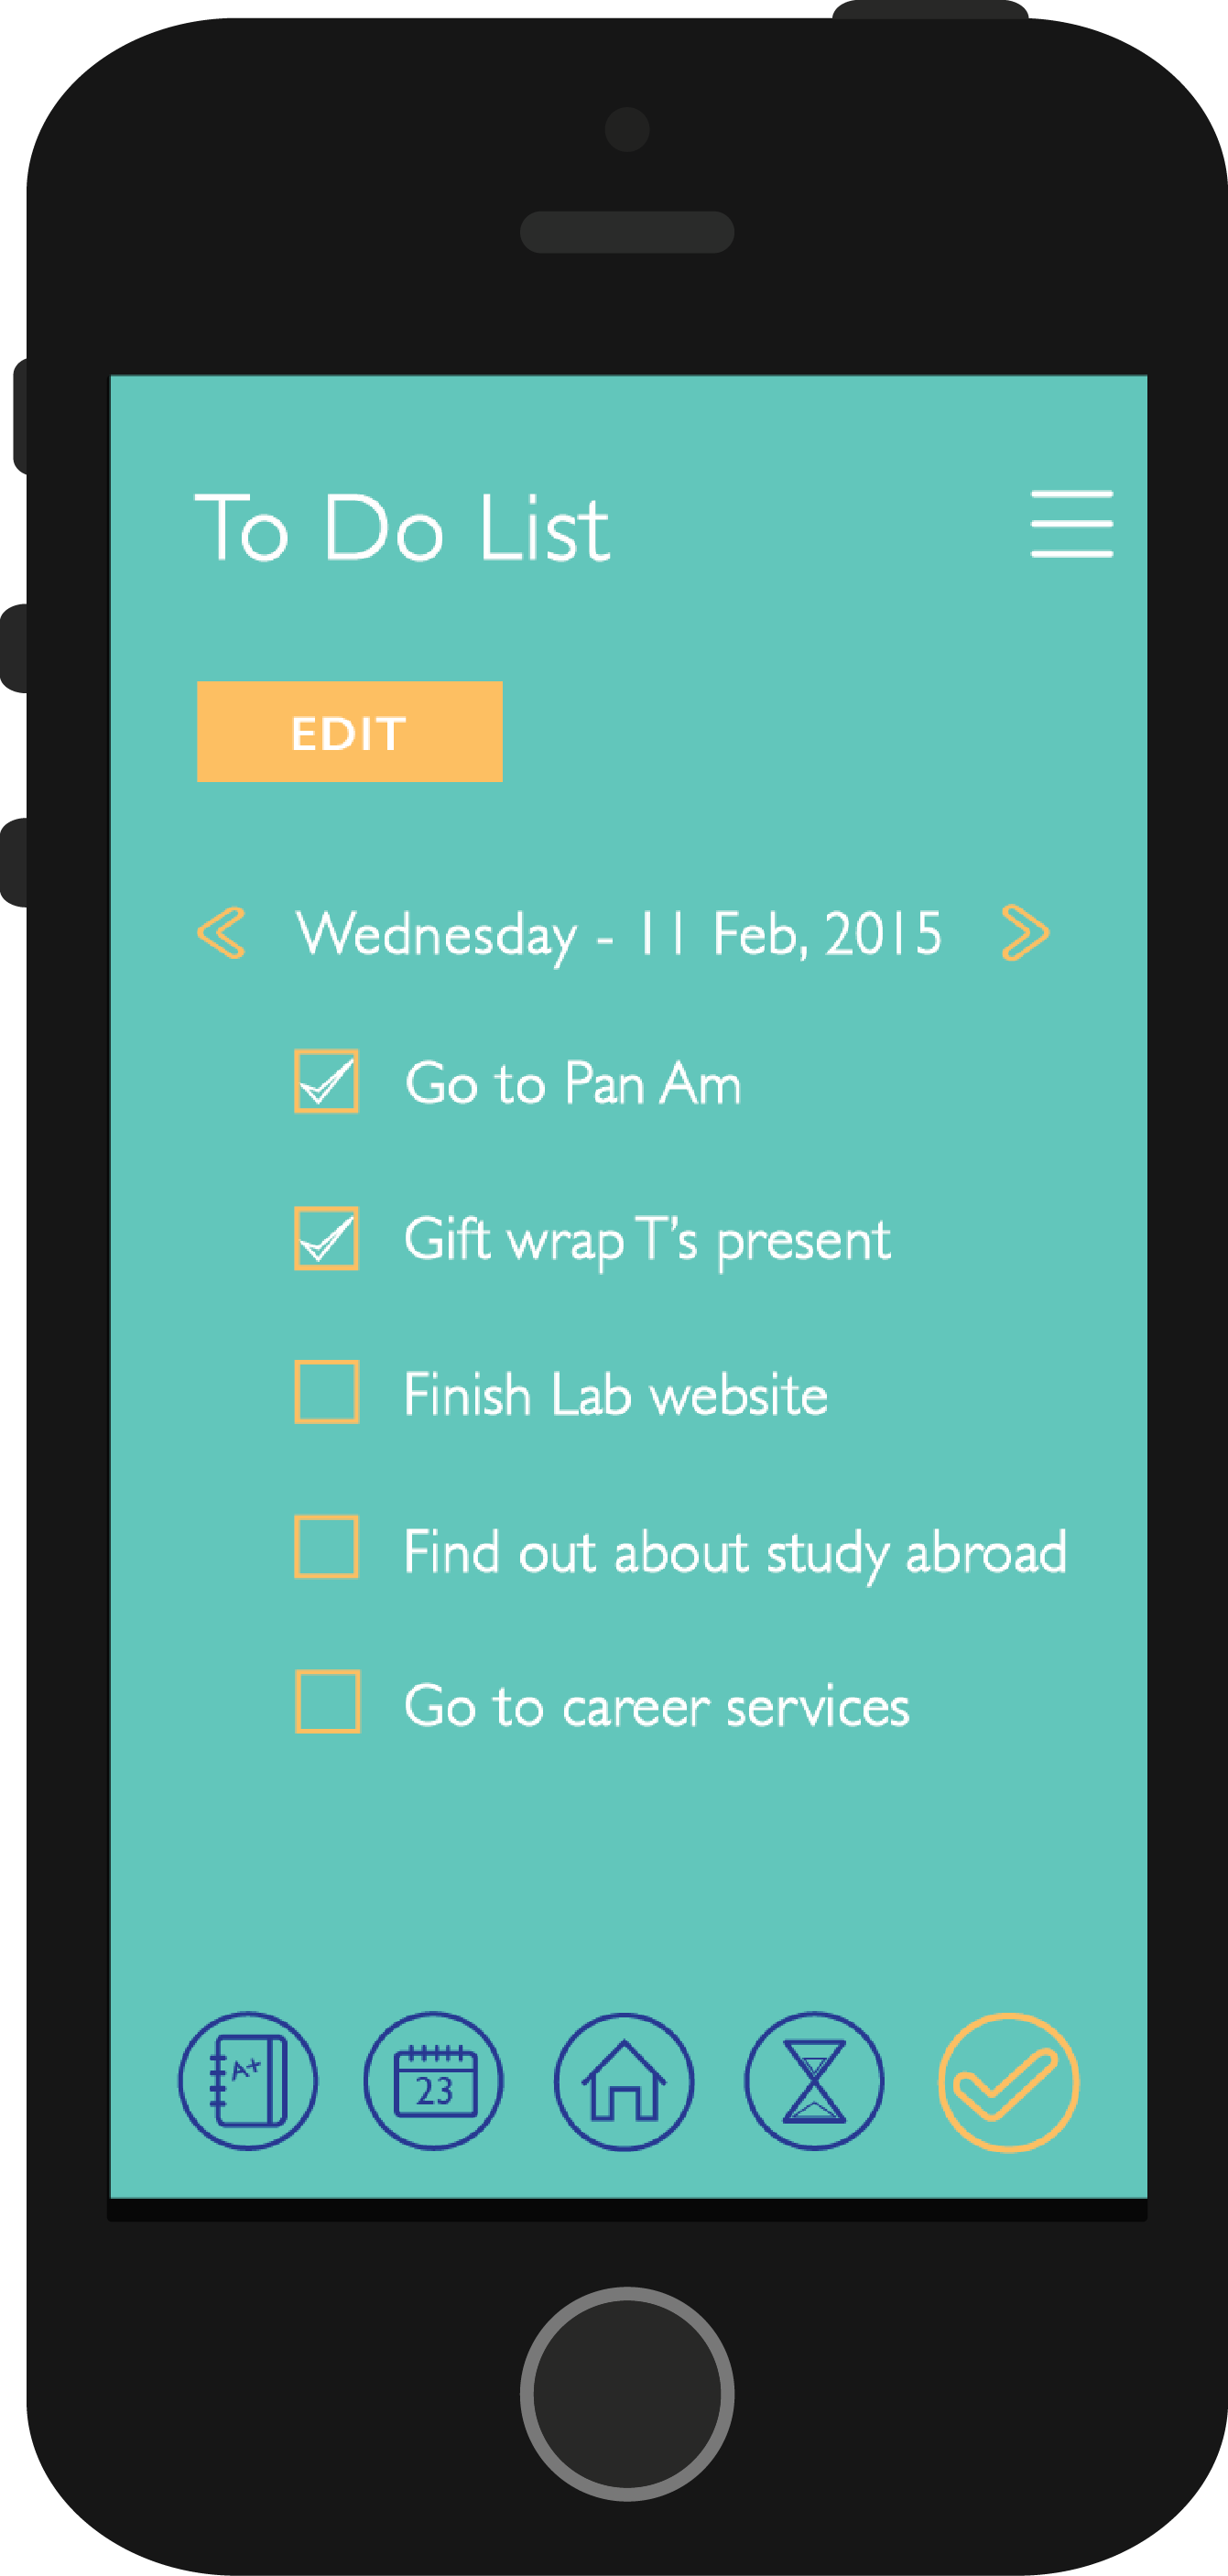 To Do List
EDIT
Wednesday - 11 Feb, 2015
Go to Pan Am
Gift wrap T’s present
Finish Lab website
Find out about study abroad
Go to career services
A+
23